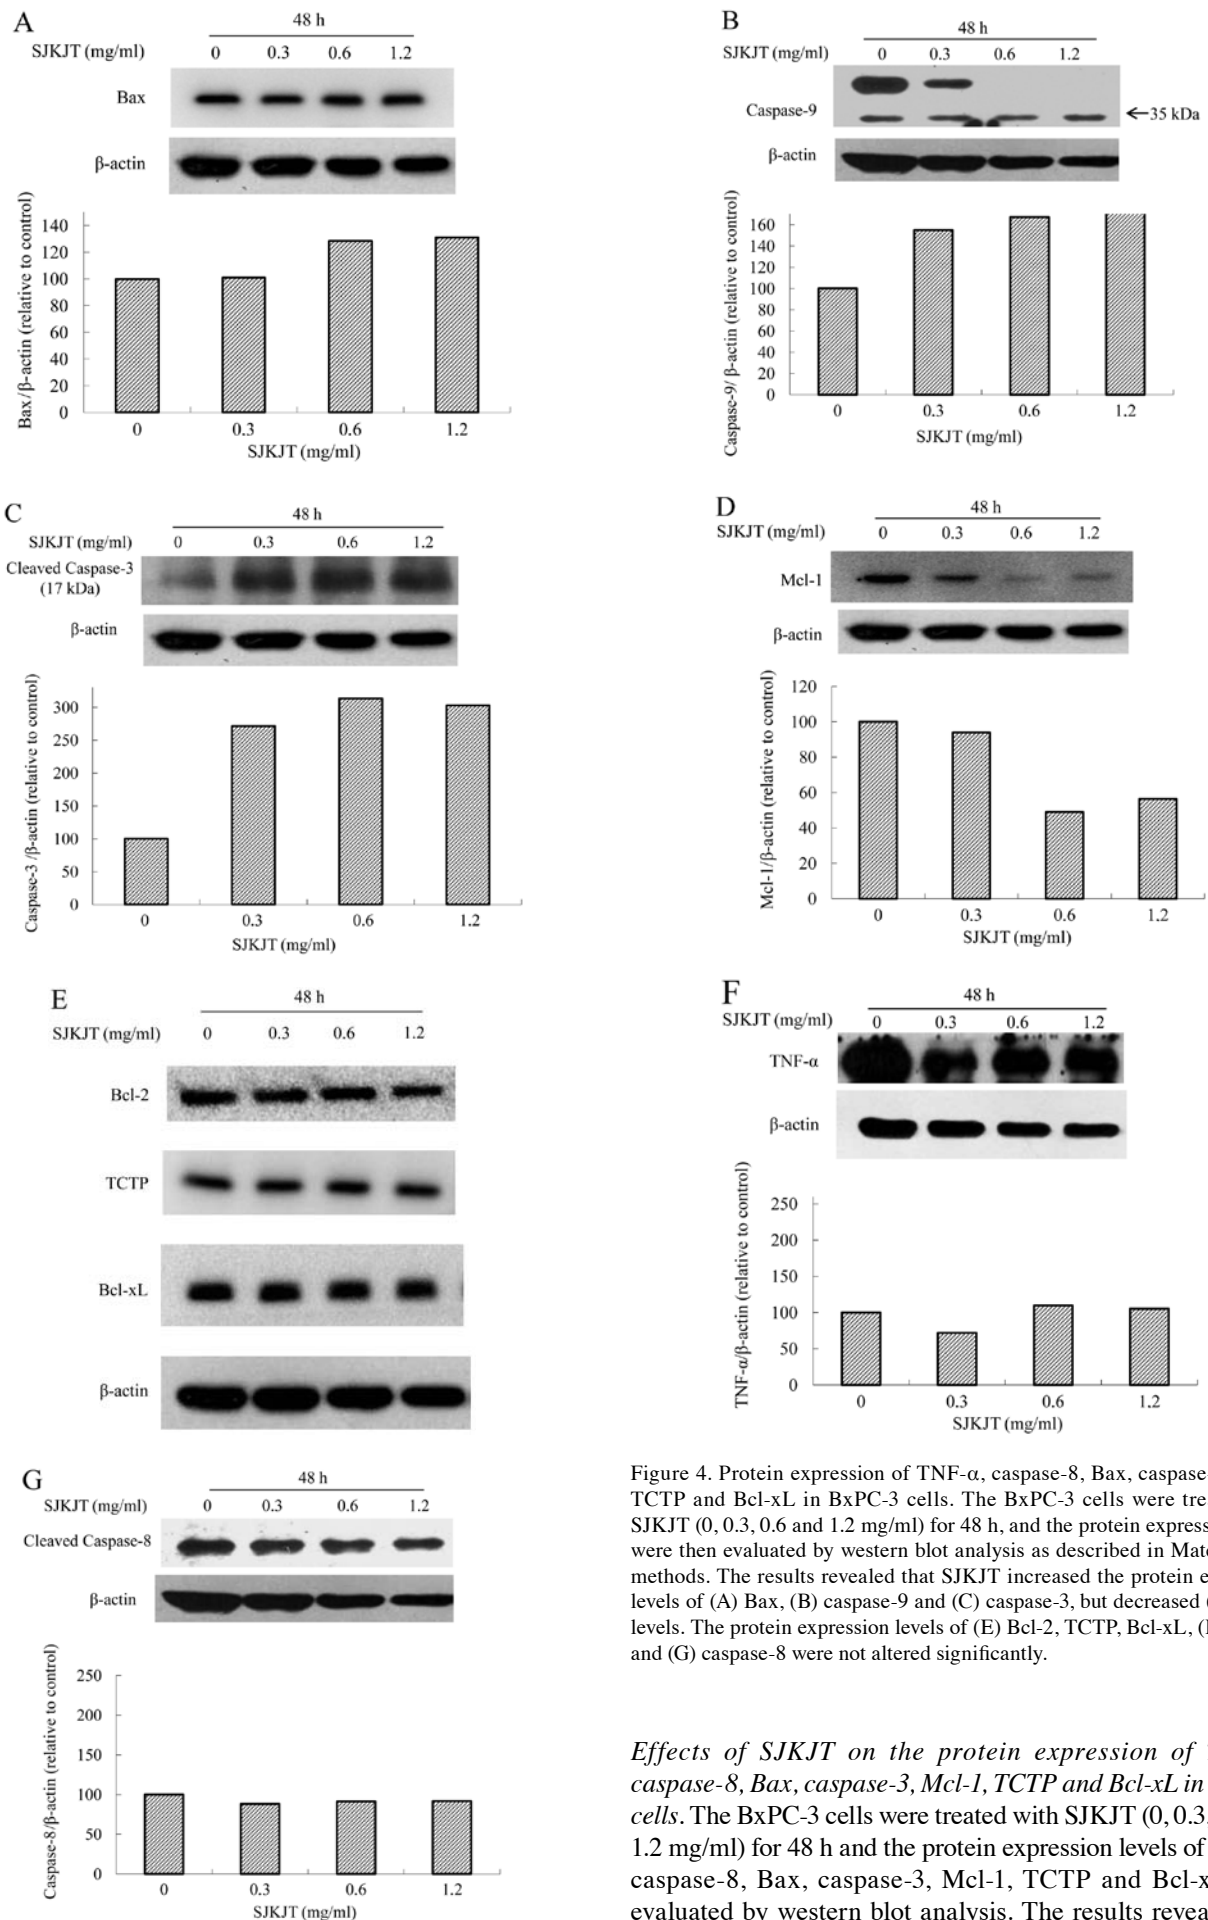 A
48 h
SJKJT (mg/ml) 0 0.3 0.6 1.2
Bax
β-actin
Bax /β-actin (relative to control)
140
120
100
80
60
40
20
0
0 0.3 0.6 1.2
SJKJT (mg/ml)
B
48 h
SJKJT (mg/ml) 0 0.3 0.6 1.2
Caspase-9 ←35 kDa
β-actin
Caspase-9/ β-actin (relative to control)
160
140
120
100
80
60
40
20
0
0 0.3 0.6 1.2
SJKJT (mg/ml)
C
48 h
SJKJT (mg/ml) 0 0.3 0.6 1.2
Cleaved Caspase-3
(17 kDa)
β-actin
Caspase-3 /β-actin (relative to control)
300
250
200
150
100
50
0
0 0.3 0.6 1.2
SJKJT (mg/ml)
D
48 h
SJKJT (mg/ml) 0 0.3 0.6 1.2
Mcl-1
β-actin
Mcl-1/β-actin (relative to control)
120
100
80
60
40
20
0
0 0.3 0.6 1.2
SJKJT (mg/ml)
E
48 h
SJKJT (mg/ml) 0 0.3 0.6 1.2
Bcl-2
TCTP
Bcl-xL
β-actin
F
48 h
SJKJT (mg/ml) 0 0.3 0.6 1.2
TNF-α
β-actin
TNF-α/β-actin (relative to control)
250
200
150
100
50
0
0 0.3 0.6 1.2
SJKJT (mg/ml)
G
48 h
SJKJT (mg/ml) 0 0.3 0.6 1.2
Cleaved Caspase-8
β-actin
Caspase-8/β-actin (relative to control)
250
200
150
100
50
0
0 0.3 0.6 1.2
SJKJT (mg/ml)
Figure 4. Protein expression of TNF-α, caspase-8, Bax, caspase-
TCTP and Bcl-xL in BxPC-3 cells. The BxPC-3 cells were trea
SJKJT (0, 0.3, 0.6 and 1.2 mg/ml) for 48 h, and the protein express
were then evaluated by western blot analysis as described in Mate
methods. The results revealed that SJKJT increased the protein e
levels of (A) Bax, (B) caspase-9 and (C) caspase-3, but decreased (
levels. The protein expression levels of (E) Bcl-2, TCTP, Bcl-xL, (
and (G) caspase-8 were not altered significantly.
Effects of SJKJT on the protein expression of
caspase-8, Bax, caspase-3, Mcl-1, TCTP and Bcl-xL in
cells. The BxPC-3 cells were treated with SJKJT (0, 0.3,
1.2 mg/ml) for 48 h and the protein expression levels of
caspase-8, Bax, caspase-3, Mcl-1, TCTP and Bcl-x
evaluated by western blot analysis. The results revea